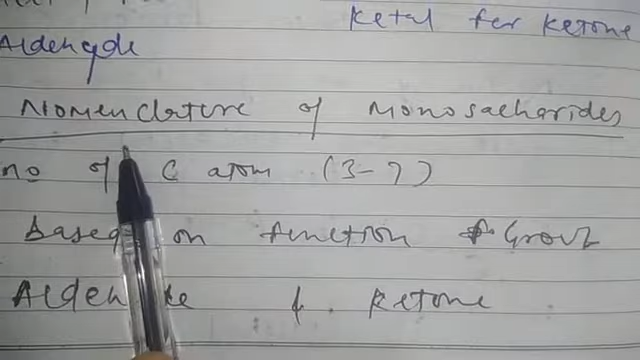 Ketal for Ketone
Aldehyde
Nomenclature of Monosacharides
no of C atom (3-7)
Based on function Group
Aldehyde & Ketone